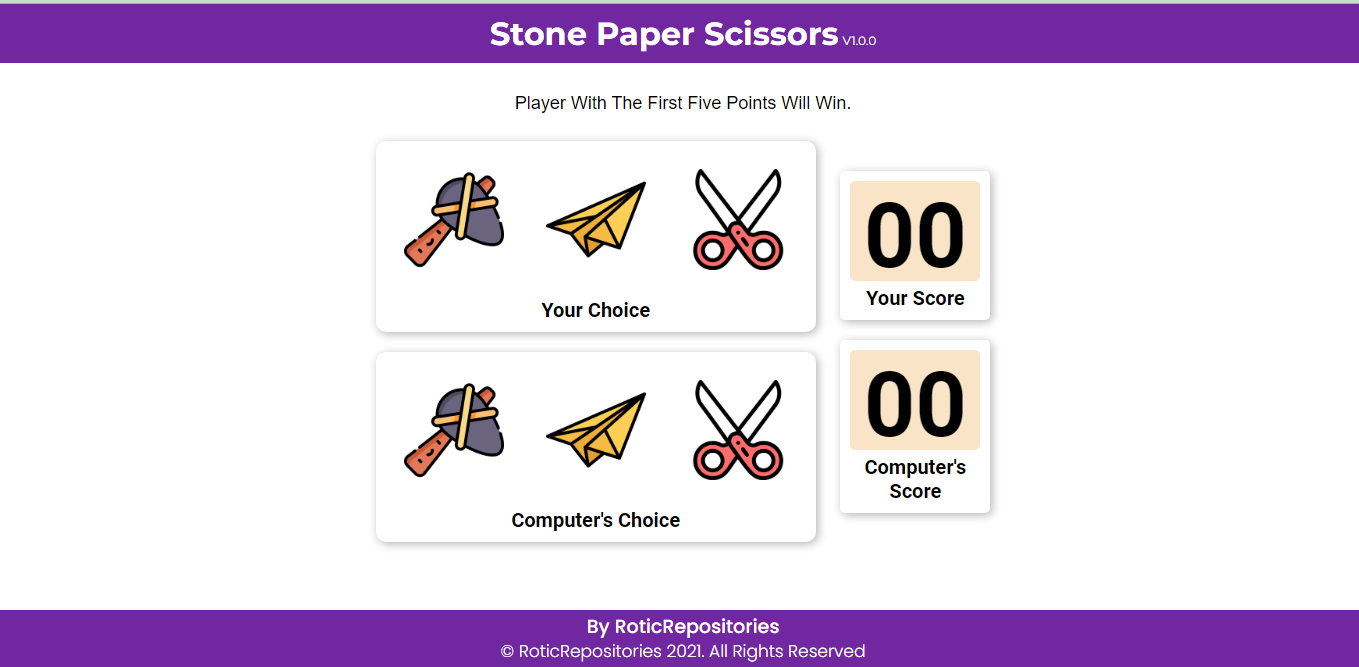 Stone Paper Scissors V1.0.0
Player With The First Five Points Will Win.
Your Choice
00
Your Score
Computer's Choice
00
Computer's
Score
By RoticRepositories
© RoticRepositories 2021. All Rights Reserved